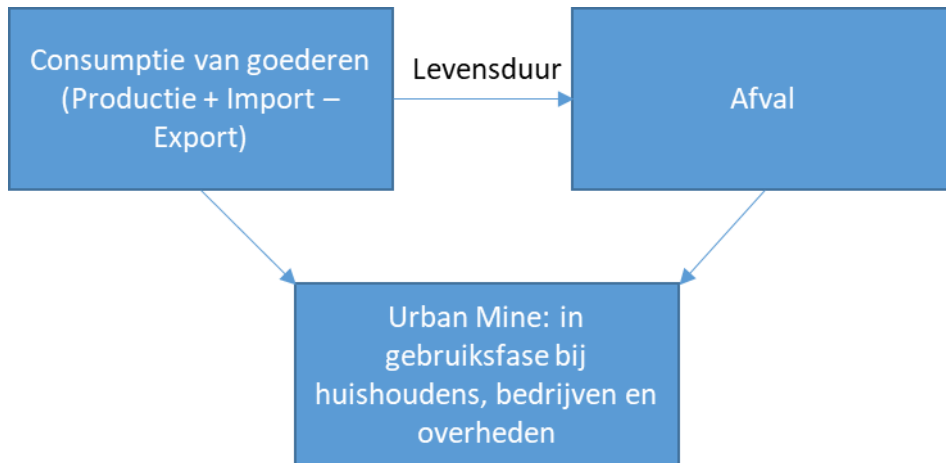 Consumptie van goederen
(Productie + Import –
Export)
Levensduur
Afval
Urban Mine: in
gebruiksfase bij
huishoudens, bedrijven en
overheden